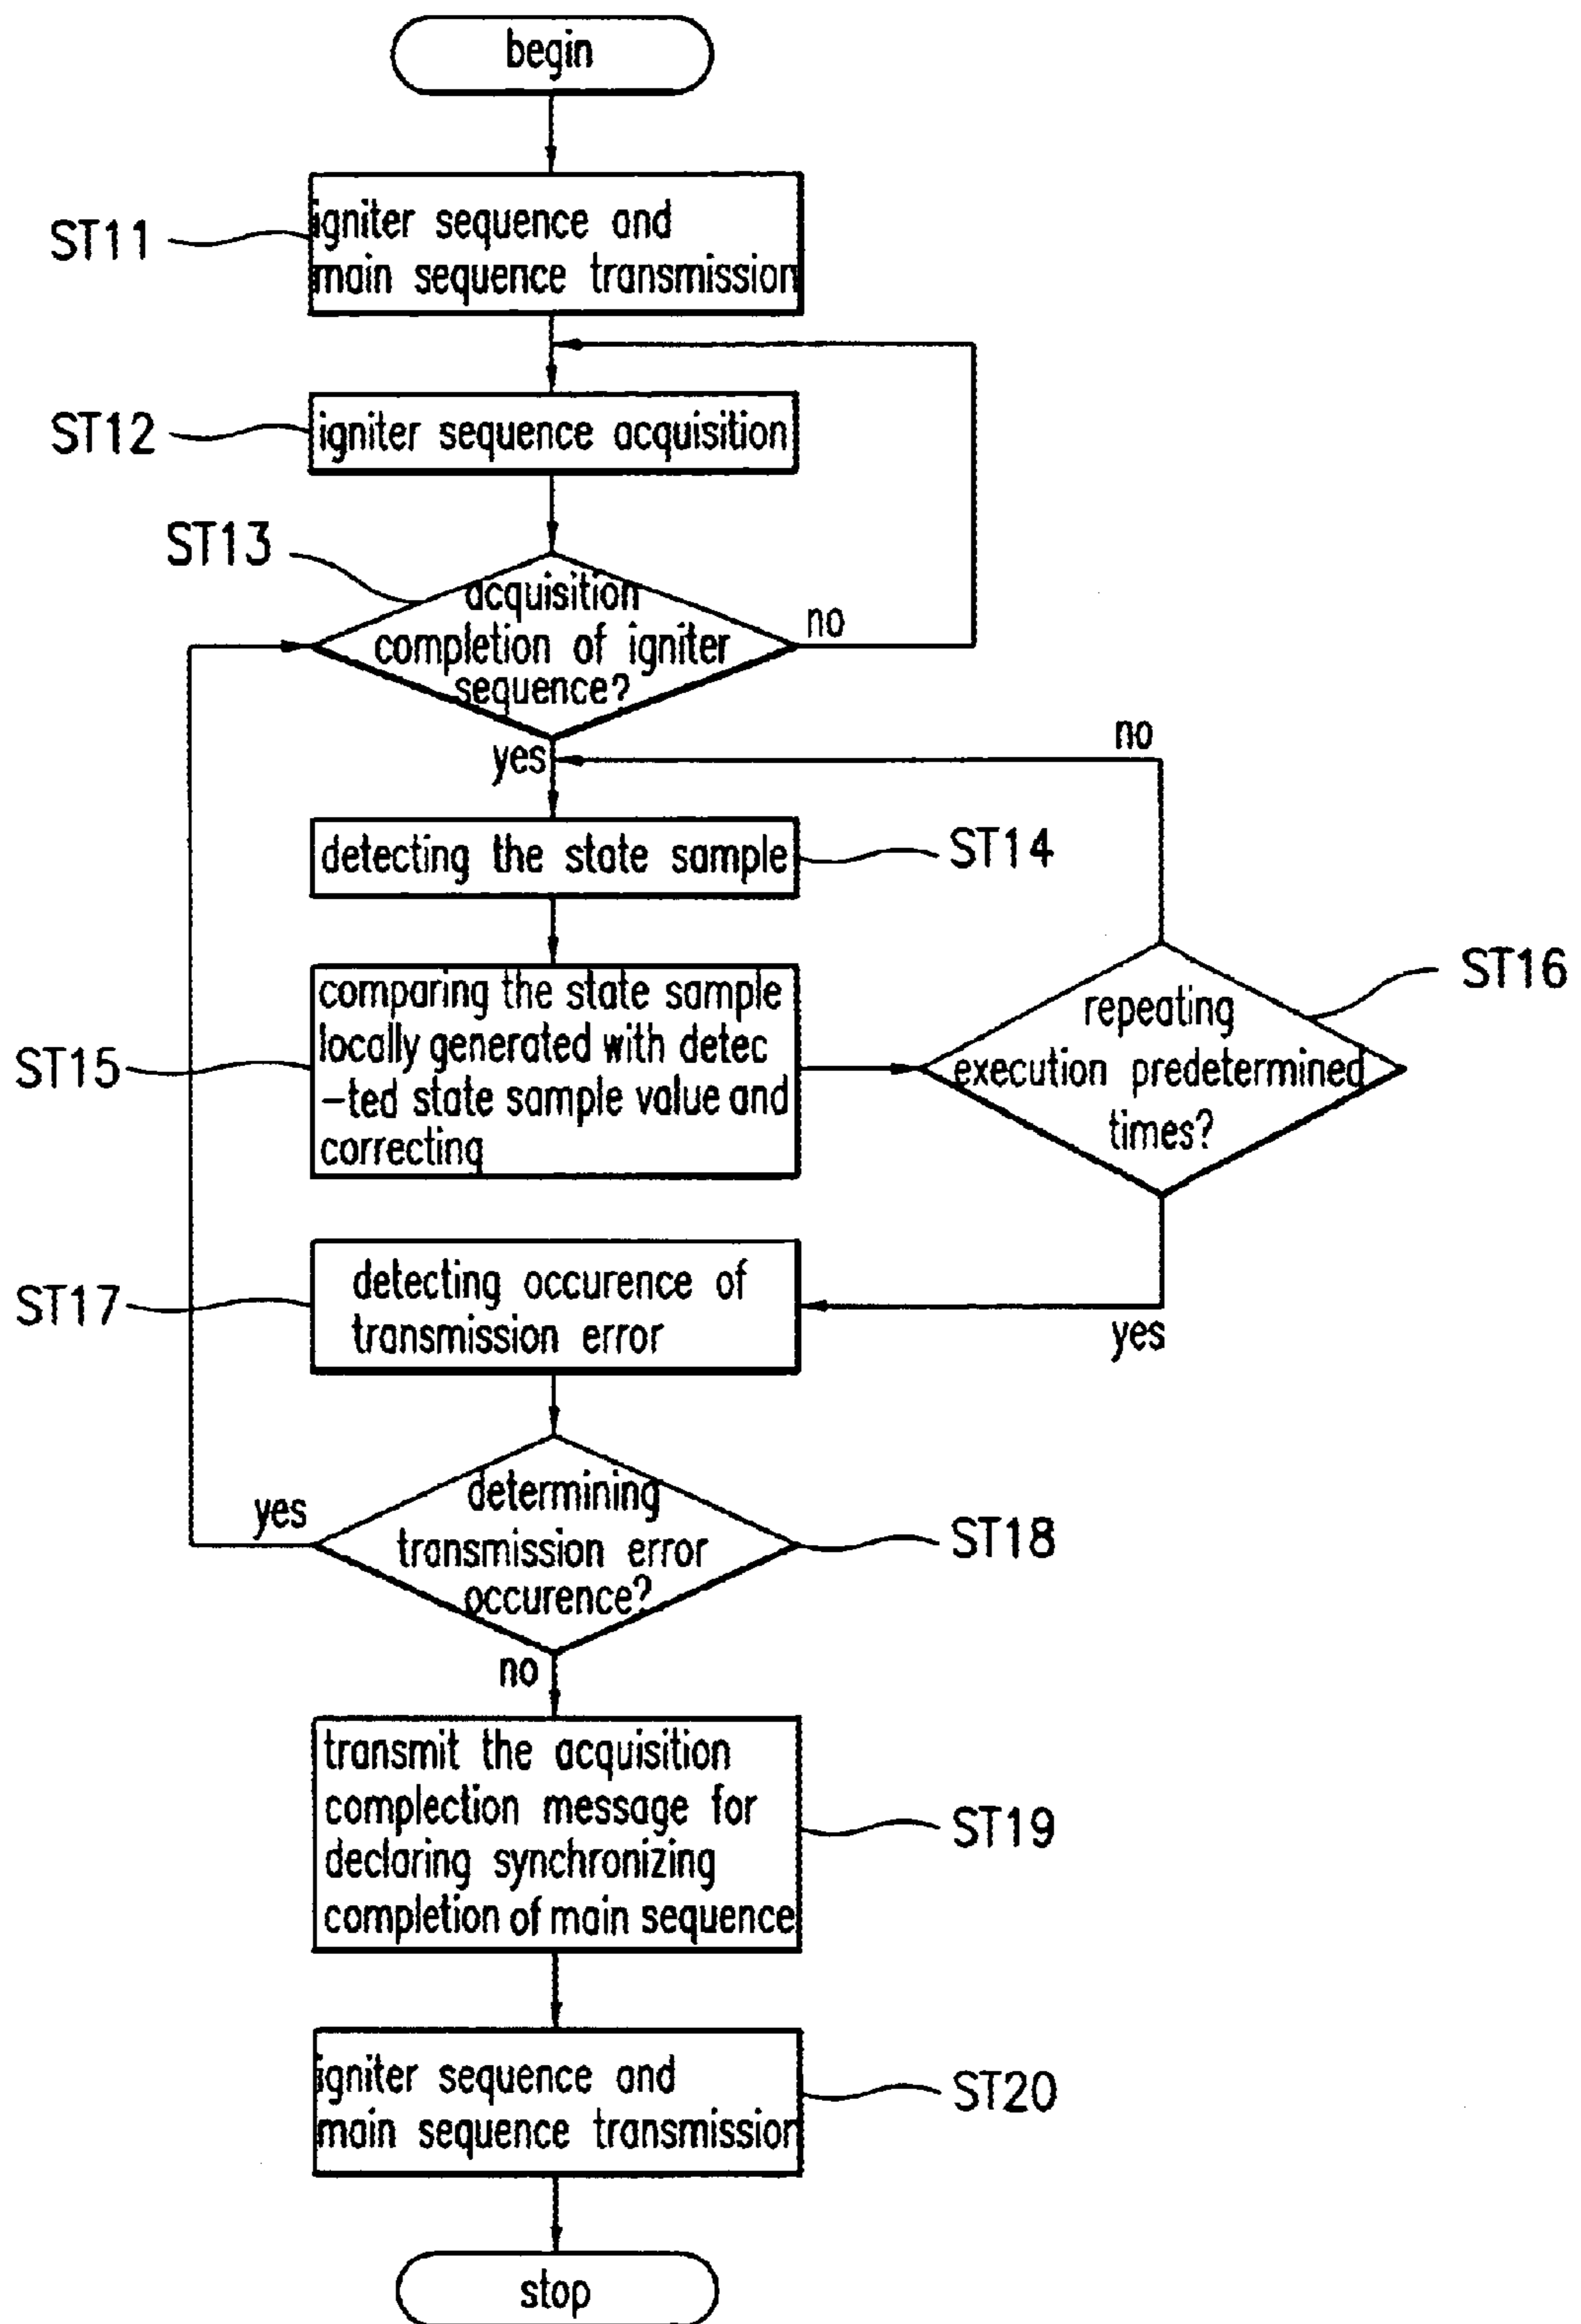 begin
ST11
igniter sequence and
main sequence transmission
ST12
igniter sequence acquisition
ST13
acquisition
completion of igniter
sequence?
no
yes
no
detecting the state sample
ST14
ST15
comparing the state sample
locally generated with detec
-ted state sample value and
correcting
ST16
repeating
execution predetermined
times?
ST17
detecting occurence of
transmission error
yes
yes
determining
transmission error
occurence?
ST18
no
transmit the acquisition
complection message for
declaring synchronizing
completion of main sequence
ST19
igniter sequence and
main sequence transmission
ST20
stop